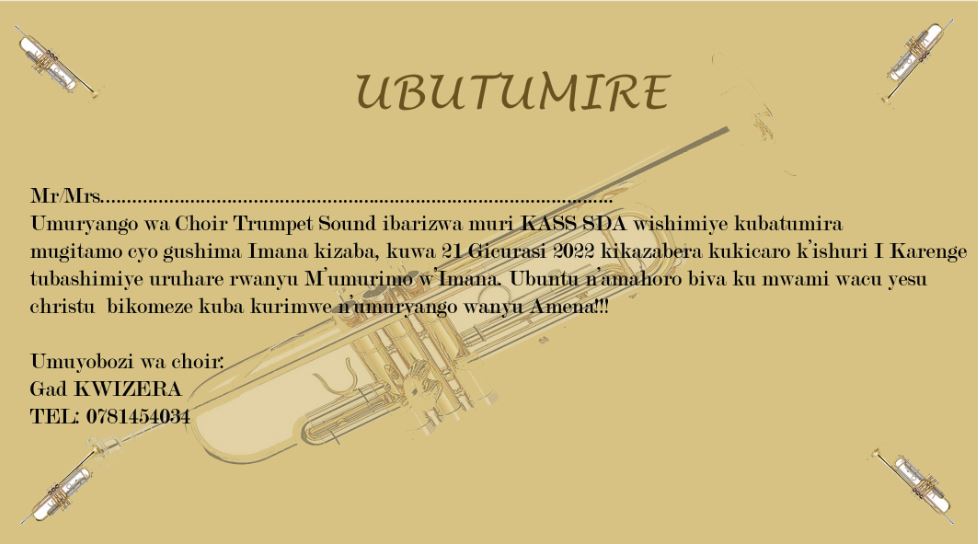 UBUTUMIRE
Mr/Mrs.................................................................................................
Umuryango wa Choir Trumpet Sound ibarizwa muri KASS SDA wishimiye kubatumira
mugitamo cyo gushima Imana kizaba, kuwa 21 Gicurasi 2022 kikazabera kukicaro k'ishuri I Karenge
tubashimiye uruhare rwanyu M'umurimo w'Imana. Ubuntu n'amahoro biva ku mwami wacu yesu
christu bikomeze kuba kurimwe n'umuryango wanyu Amena!!!
Umuyobozi wa choir:
Gad KWIZERA
TEL: 0781454034